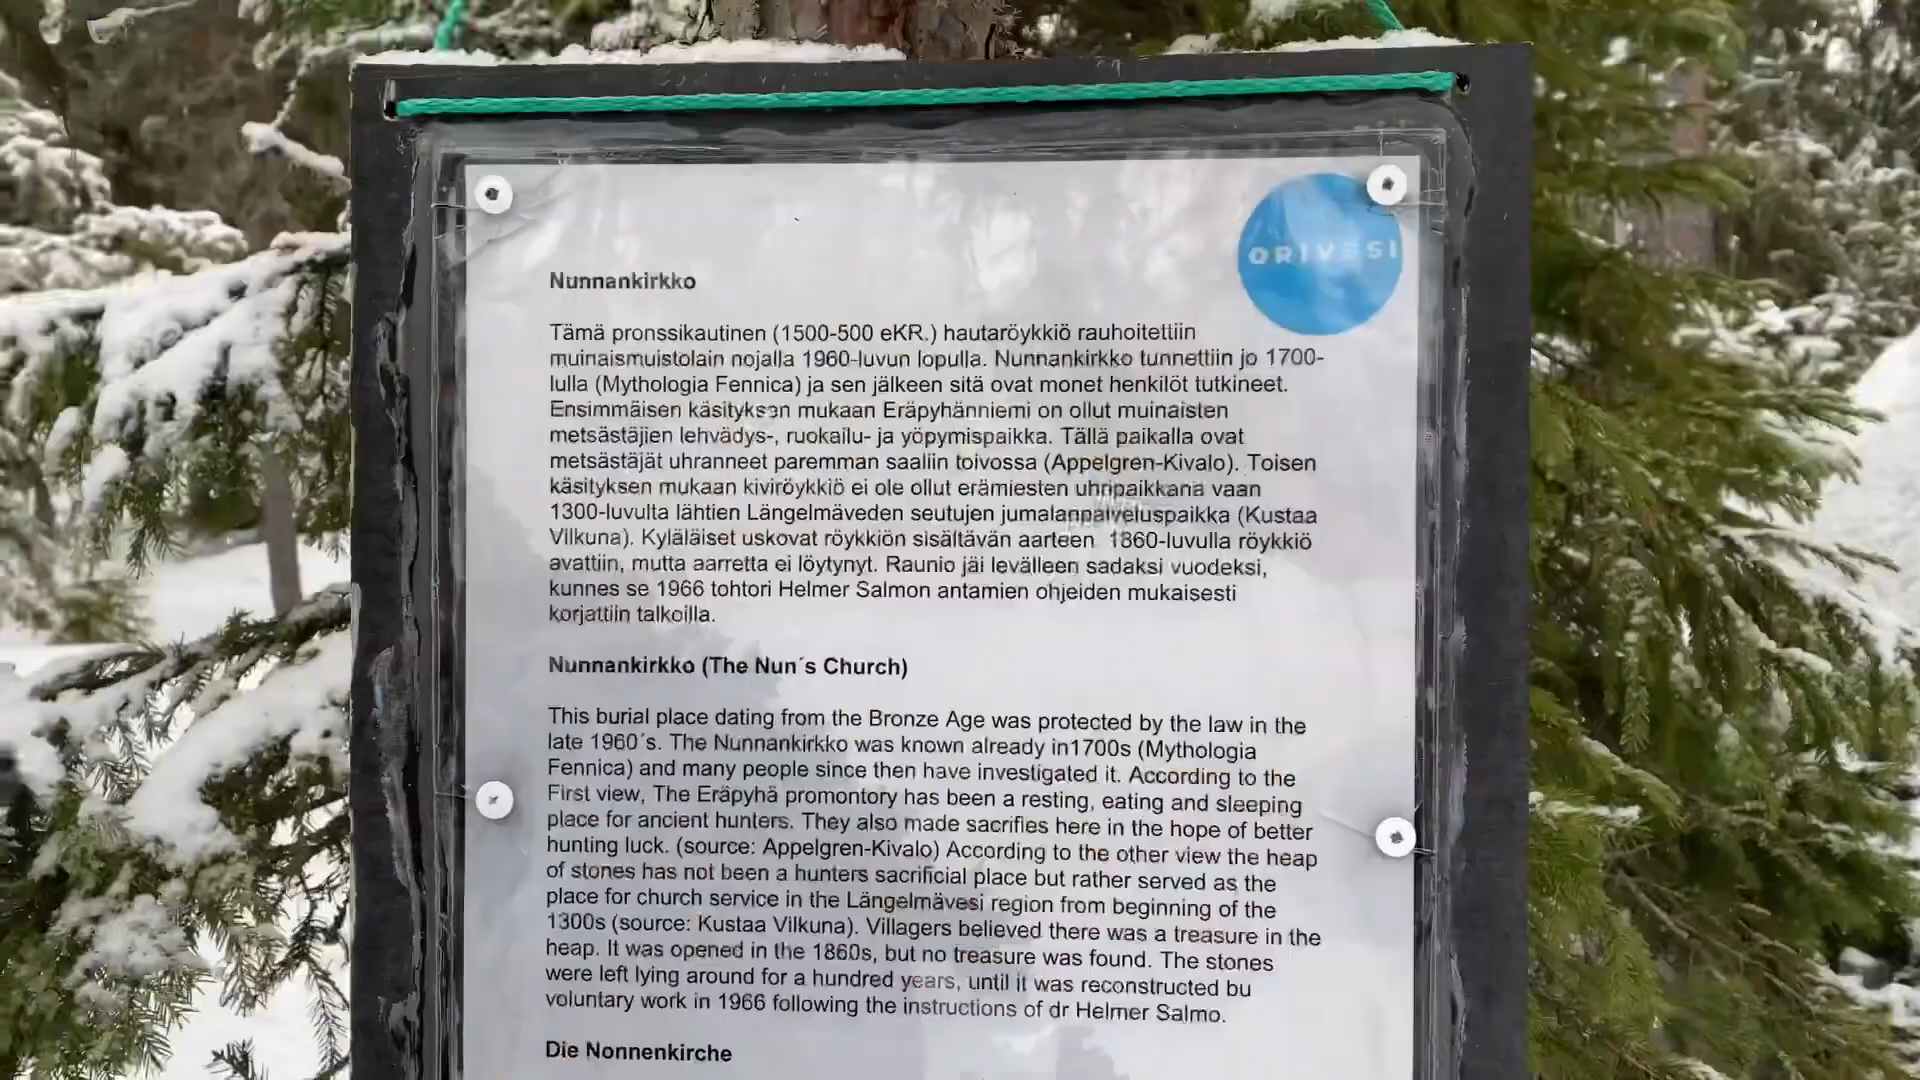 ORIVESI
Nunnankirkko
Tämä pronssikautinen (1500-500 eKR.) hautaröykkiö rauhoitettiin
muinaismuistolain nojalla 1960-luvun lopulla. Nunnankirkko tunnettiin jo 1700-
lulla (Mythologia Fennica) ja sen jälkeen sitä ovat monet henkilöt tutkineet.
Ensimmäisen käsityksen mukaan Eräpyhänniemi on ollut muinaisten
metsästäjien lehvädys-, ruokailu- ja yöpymispaikka. Tällä paikalla ovat
metsästäjät uhranneet paremman saaliin toivossa (Appelgren-Kivalo). Toisen
käsityksen mukaan kiviröykkiö ei ole ollut erämiesten uhripaikkana vaan
1300-luvulta lähtien Längelmäveden seutujen jumalanpalveluspaikka (Kustaa
Vilkuna). Kyläläiset uskovat röykkiön sisältävän aarteen 1860-luvulla röykkiö
avattiin, mutta aarretta ei löytynyt. Raunio jäi levälleen sadaksi vuodeksi,
kunnes se 1966 tohtori Helmer Salmon antamien ohjeiden mukaisesti
korjattiin talkoilla.
Nunnankirkko (The Nun´s Church)
This burial place dating from the Bronze Age was protected by the law in the
late 1960´s. The Nunnankirkko was known already in1700s (Mythologia
Fennica) and many people since then have investigated it. According to the
First view, The Eräpyhä promontory has been a resting, eating and sleeping
place for ancient hunters. They also made sacrifies here in the hope of better
hunting luck. (source: Appelgren-Kivalo) According to the other view the heap
of stones has not been a hunters sacrificial place but rather served as the
place for church service in the Längelmävesi region from beginning of the
1300s (source: Kustaa Vilkuna). Villagers believed there was a treasure in the
heap. It was opened in the 1860s, but no treasure was found. The stones
were left lying around for a hundred years, until it was reconstructed bu
voluntary work in 1966 following the instructions of dr Helmer Salmo.
Die Nonnenkirche